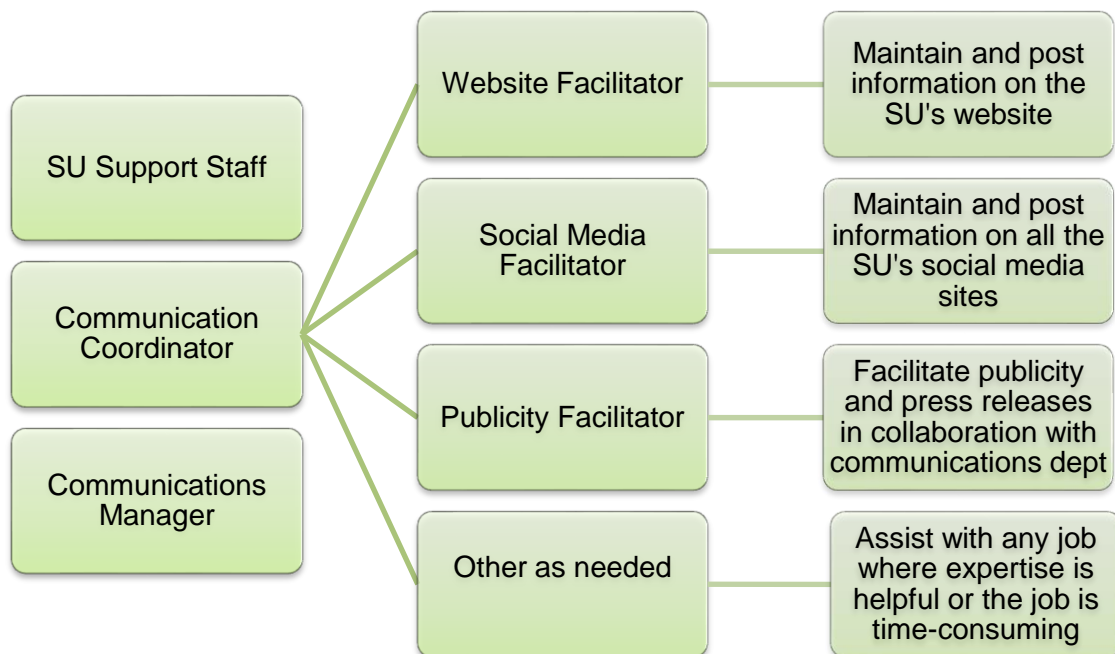 SU Support Staff
Communication
Coordinator
Communications
Manager
Website Facilitator
Social Media
Facilitator
Publicity Facilitator
Other as needed
Maintain and post
information on the
SU's website
Maintain and post
information on all the
SU's social media
sites
Facilitate publicity
and press releases
in collaboration with
communications dept
Assist with any job
where expertise is
helpful or the job is
time-consuming